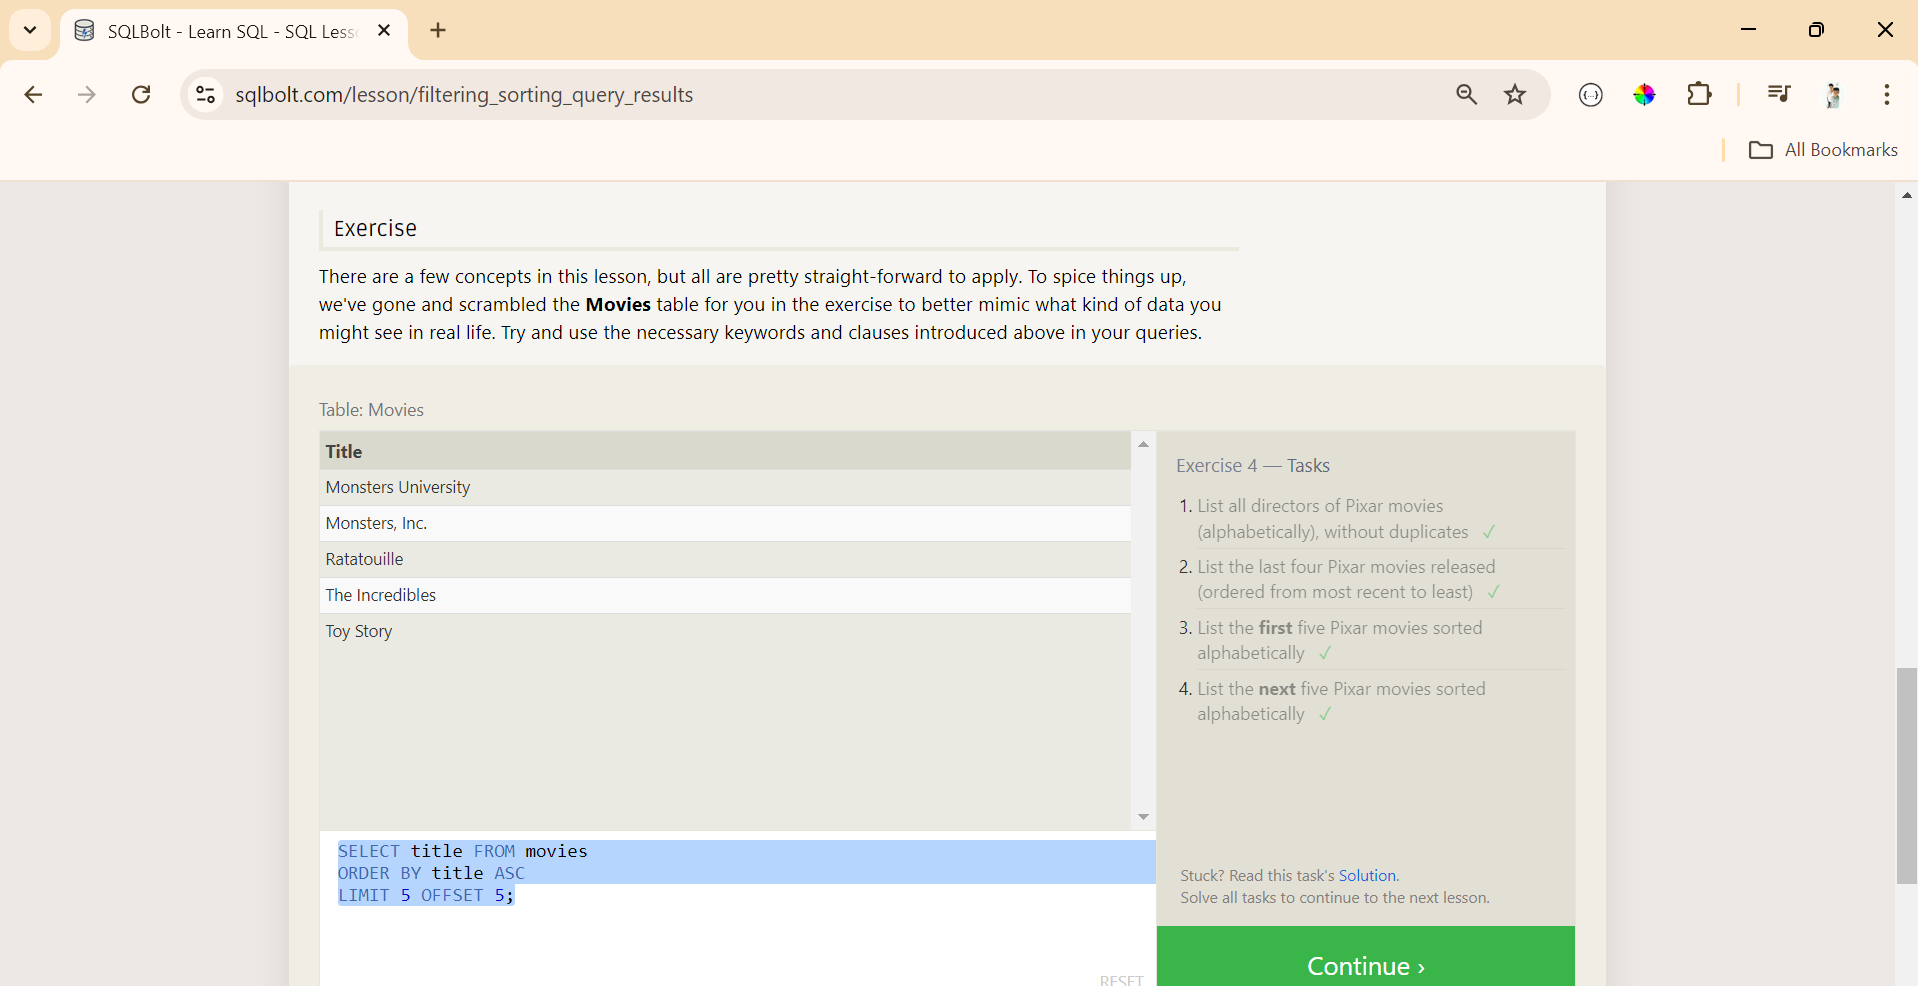 SQLBolt - Learn SQL - SQL Less
sqlbolt.com/lesson/filtering_sorting_query_results
All Bookmarks
Exercise
There are a few concepts in this lesson, but all are pretty straight-forward to apply. To spice things up,
we've gone and scrambled the Movies table for you in the exercise to better mimic what kind of data you
might see in real life. Try and use the necessary keywords and clauses introduced above in your queries.
Table: Movies
Title
Monsters University
Monsters, Inc.
Ratatouille
The Incredibles
Toy Story
SELECT title FROM movies
ORDER BY title ASC
LIMIT 5 OFFSET 5;
RESET
Exercise 4 — Tasks
1. List all directors of Pixar movies
(alphabetically), without duplicates ✓
2. List the last four Pixar movies released
(ordered from most recent to least) ✓
3. List the first five Pixar movies sorted
alphabetically ✓
4. List the next five Pixar movies sorted
alphabetically ✓
Stuck? Read this task's Solution.
Solve all tasks to continue to the next lesson.
Continue ›